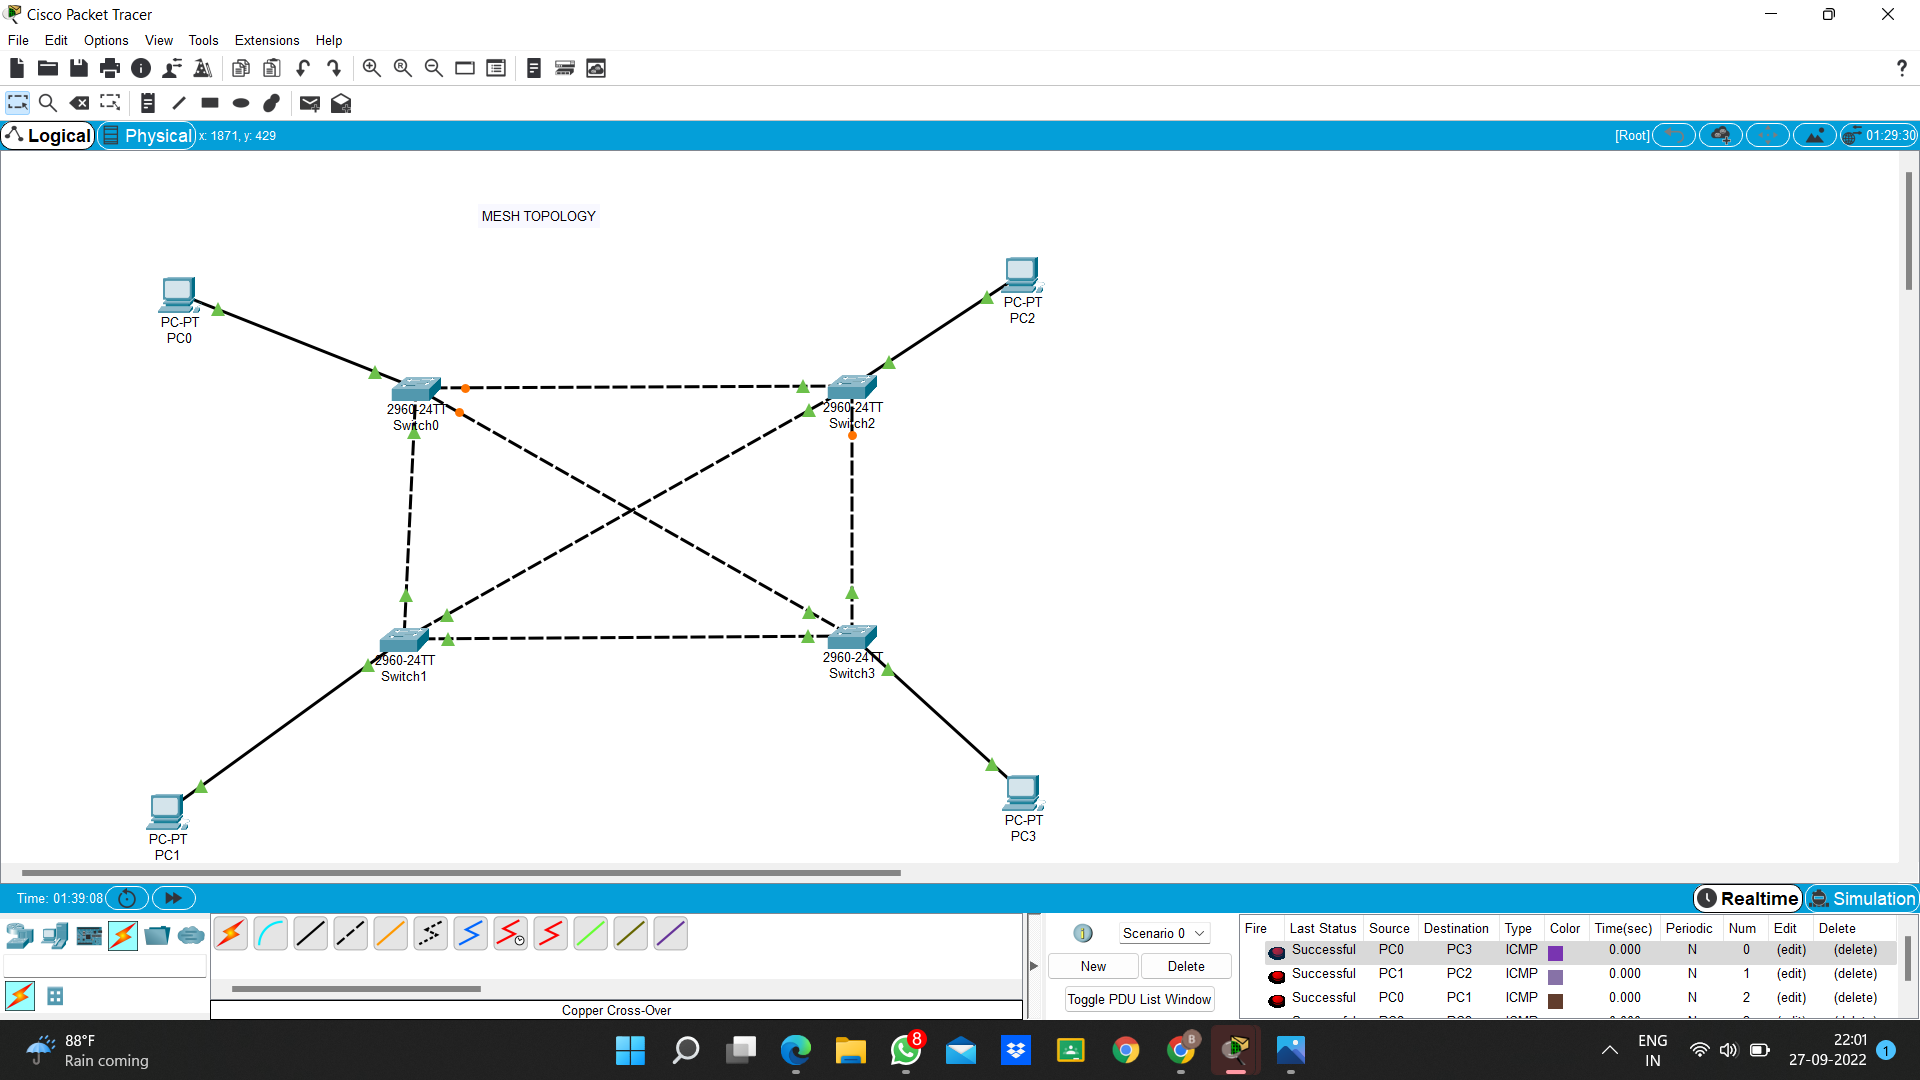 Cisco Packet Tracer
File Edit Options View Tools Extensions Help
Logical Physical x: 1871, y: 429 [Root] 01:29:30
MESH TOPOLOGY
PC-PT
PC0
PC-PT
PC2
2960-24TT
Switch0
2960-24TT
Switch2
2960-24TT
Switch1
2960-24TT
Switch3
PC-PT
PC1
PC-PT
PC3
Time: 01:39:08 Realtime Simulation
Scenario 0
New Delete
Toggle PDU List Window
Copper Cross-Over
Fire Last Status Source Destination Type Color Time(sec) Periodic Num Edit Delete
Successful PC0 PC3 ICMP 0.000 N 0 (edit) (delete)
Successful PC1 PC2 ICMP 0.000 N 1 (edit) (delete)
Successful PC0 PC1 ICMP 0.000 N 2 (edit) (delete)
88°F
Rain coming
8
B
ENG
IN
22:01
27-09-2022
1